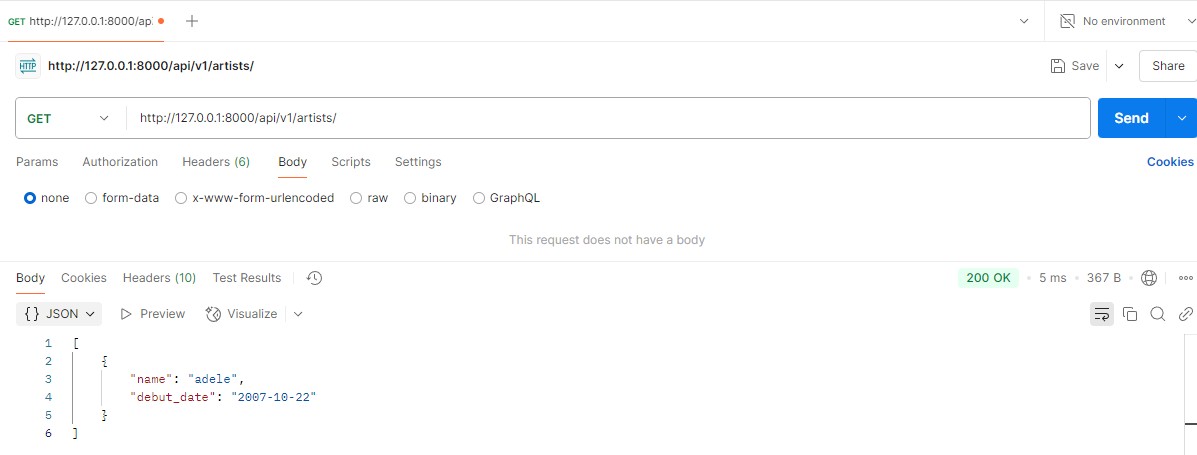 GET http://127.0.0.1:8000/ap
No environment
HTTP http://127.0.0.1:8000/api/v1/artists/
Save
Share
GET http://127.0.0.1:8000/api/v1/artists/
Send
Params Authorization Headers (6) Body Scripts Settings Cookies
none form-data x-www-form-urlencoded raw binary GraphQL
This request does not have a body
Body Cookies Headers (10) Test Results 200 OK • 5 ms • 367 B
{} JSON Preview Visualize
1 [
2 {
3 "name": "adele",
4 "debut_date": "2007-10-22"
5 }
6 ]